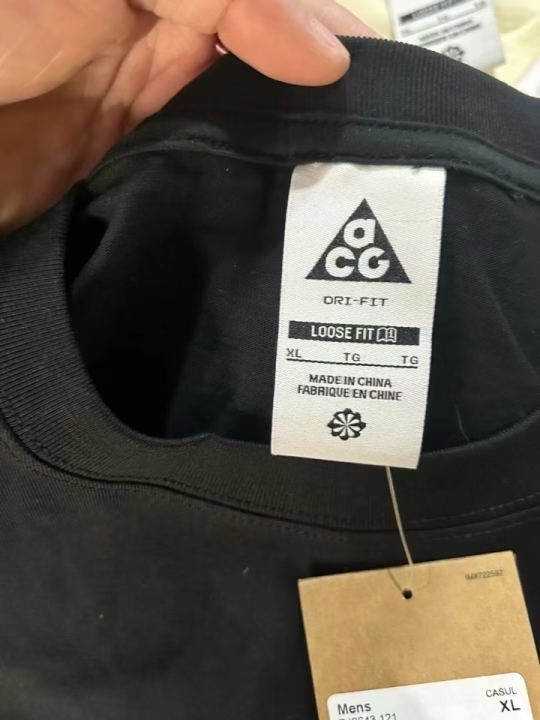 aCG
DRI-FIT
LOOSE FIT
XL TG TG
MADE IN CHINA
FABRIQUE EN CHINE
CASUL
Mens XL